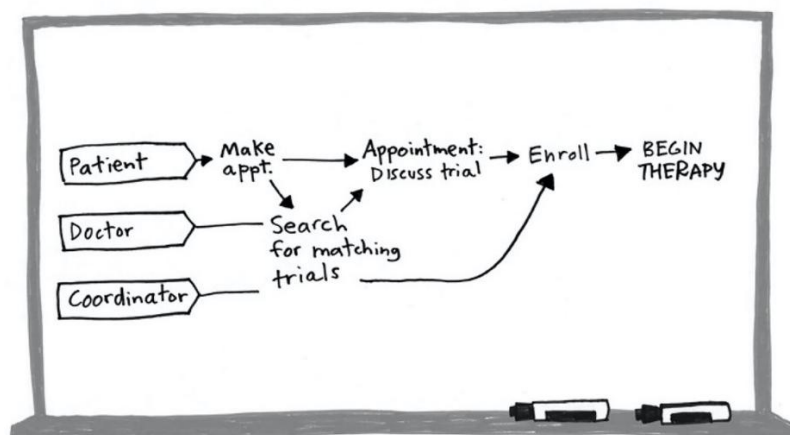 Patient
Make
appt.
Appointment:
Discuss trial
Enroll
BEGIN
THERAPY
Doctor
Search
for matching
trials
Coordinator